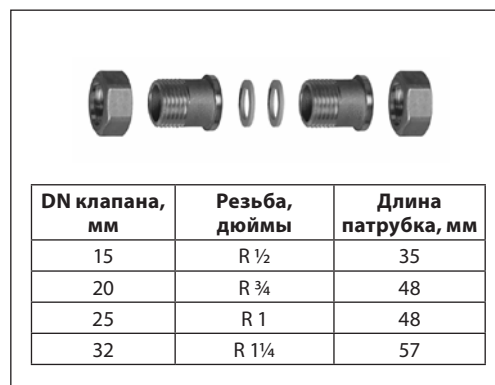 DN клапана, мм Резьба, дюймы Длина патрубка, мм
15 R ½ 35
20 R ¾ 48
25 R 1 48
32 R 1¼ 57